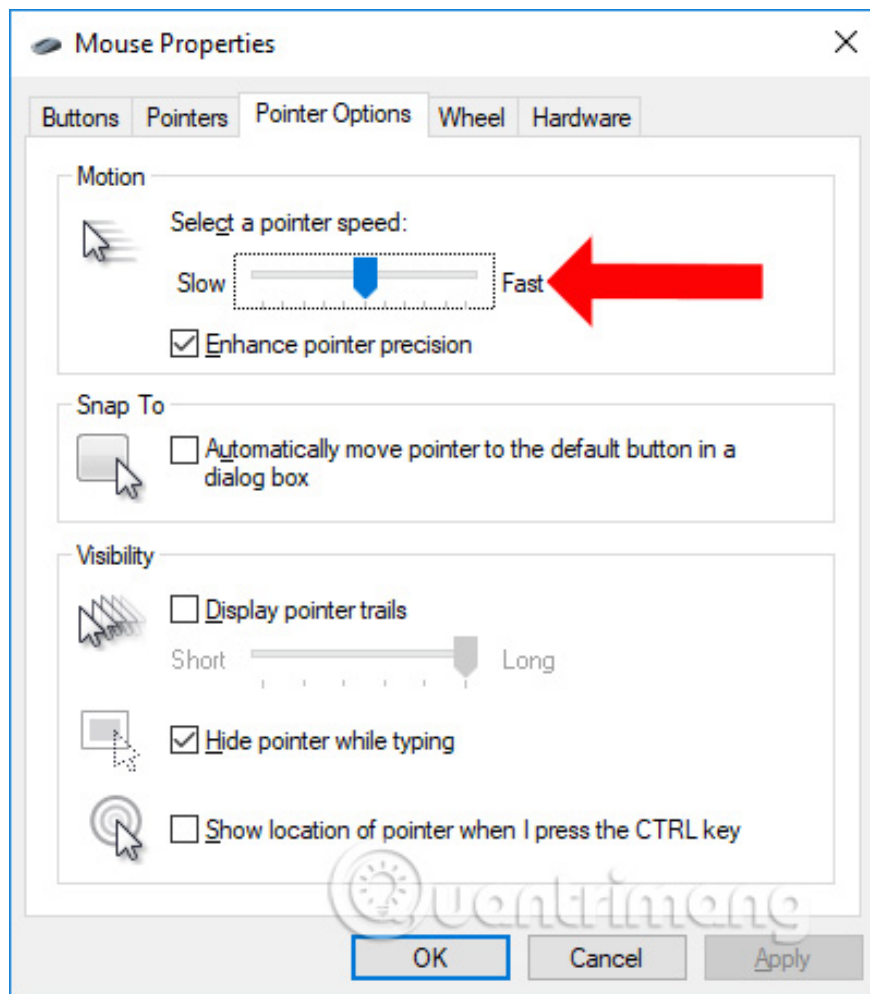 Mouse Properties
Buttons Pointers Pointer Options Wheel Hardware
Motion
Select a pointer speed:
Slow Fast
Enhance pointer precision
Snap To
Automatically move pointer to the default button in a
dialog box
Visibility
Display pointer trails
Short Long
Hide pointer while typing
Show location of pointer when I press the CTRL key
Quantrimang
OK Cancel Apply